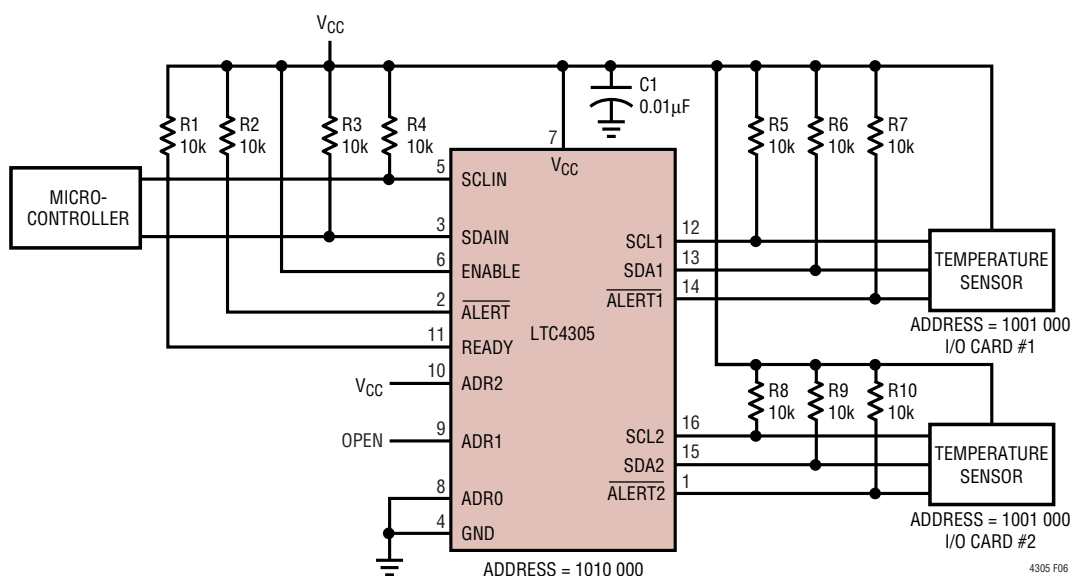 VCC
R1
10k
R2
10k
R3
10k
R4
10k
C1
0.01µF
R5
10k
R6
10k
R7
10k
MICRO-
CONTROLLER
LTC4305
7
VCC
5
SCLIN
3
SDAIN
6
ENABLE
2
ALERT
11
READY
10
ADR2
VCC
9
ADR1
OPEN
8
ADR0
4
GND
12
SCL1
13
SDA1
14
ALERT1
16
SCL2
15
SDA2
1
ALERT2
TEMPERATURE
SENSOR
ADDRESS = 1001 000
I/O CARD #1
R8
10k
R9
10k
R10
10k
TEMPERATURE
SENSOR
ADDRESS = 1001 000
I/O CARD #2
ADDRESS = 1010 000
4305 F06